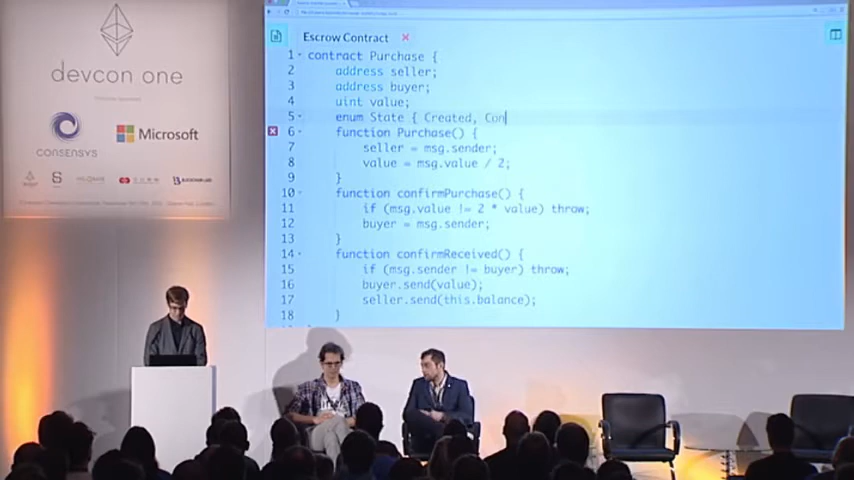 devcon one
CONSENSYS
Microsoft
Escrow Contract
1 contract Purchase {
2 address seller;
3 address buyer;
4 uint value;
5 enum State { Created, Con
6 function Purchase() {
7 seller = msg.sender;
8 value = msg.value / 2;
9 }
10 function confirmPurchase() {
11 if (msg.value != 2 * value) throw;
12 buyer = msg.sender;
13 }
14 function confirmReceived() {
15 if (msg.sender != buyer) throw;
16 buyer.send(value);
17 seller.send(this.balance);
18 }